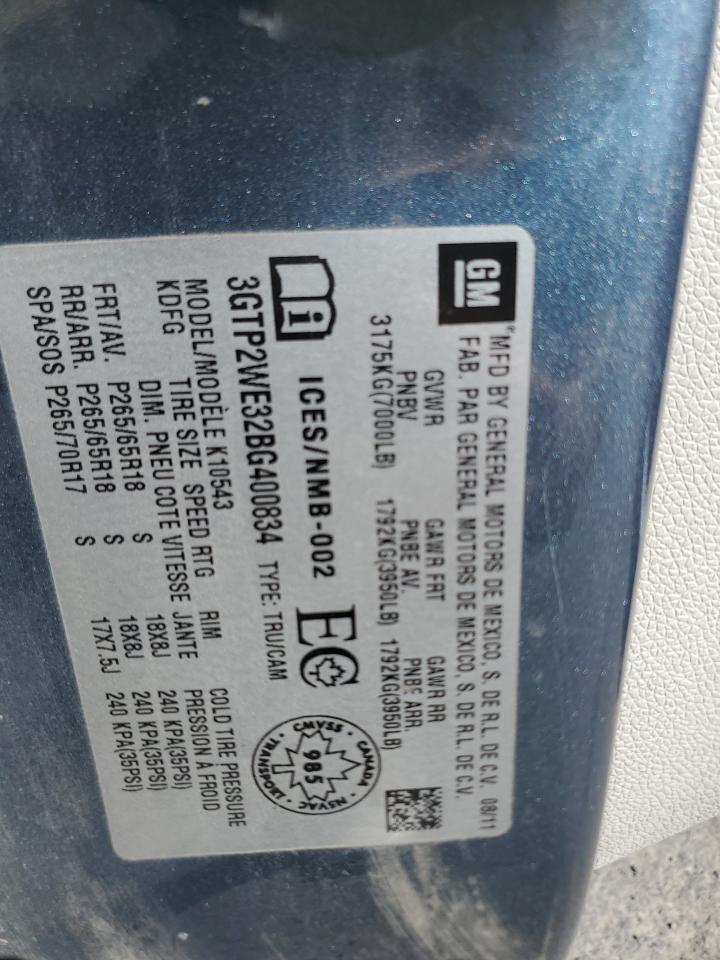 GM
*MFD BY GENERAL MOTORS DE MEXICO, S. DE R.L. DE C.V. 08/11
FAB. PAR GENERAL MOTORS DE MEXICO, S. DE R.L. DE C.V.
GVWR GAWR FRT GAWR RR
PNBV PNBE AV. PNBE ARR.
3175KG(7000LB) 1792KG(3950LB) 1792KG(3950LB)
i ICES/NMB-002 EC
CMVSS · CANADA · NSVAC · TRANSPORT ·
985
3GTP2WE32BG400834 TYPE: TRU/CAM
MODEL/MODÈLE K10543
KDFG TIRE SIZE SPEED RTG RIM COLD TIRE PRESSURE
DIM. PNEU COTE VITESSE JANTE PRESSION À FROID
FRT/AV. P265/65R18 S 18X8J 240 KPA(35PSI)
RR/ARR. P265/65R18 S 18X8J 240 KPA(35PSI)
SPA/SOS P265/70R17 S 17X7.5J 240 KPA(35PSI)